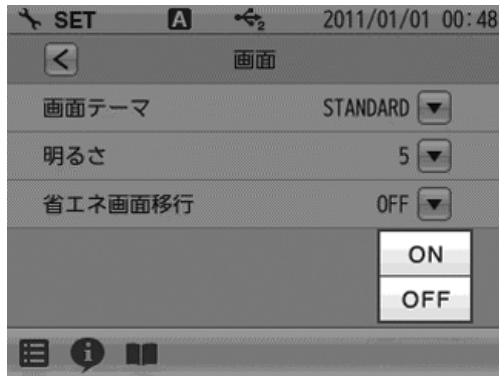 SET A 2 2011/01/01 00:48
画面
画面テーマ STANDARD
明るさ 5
省エネ画面移行 OFF
ON
OFF